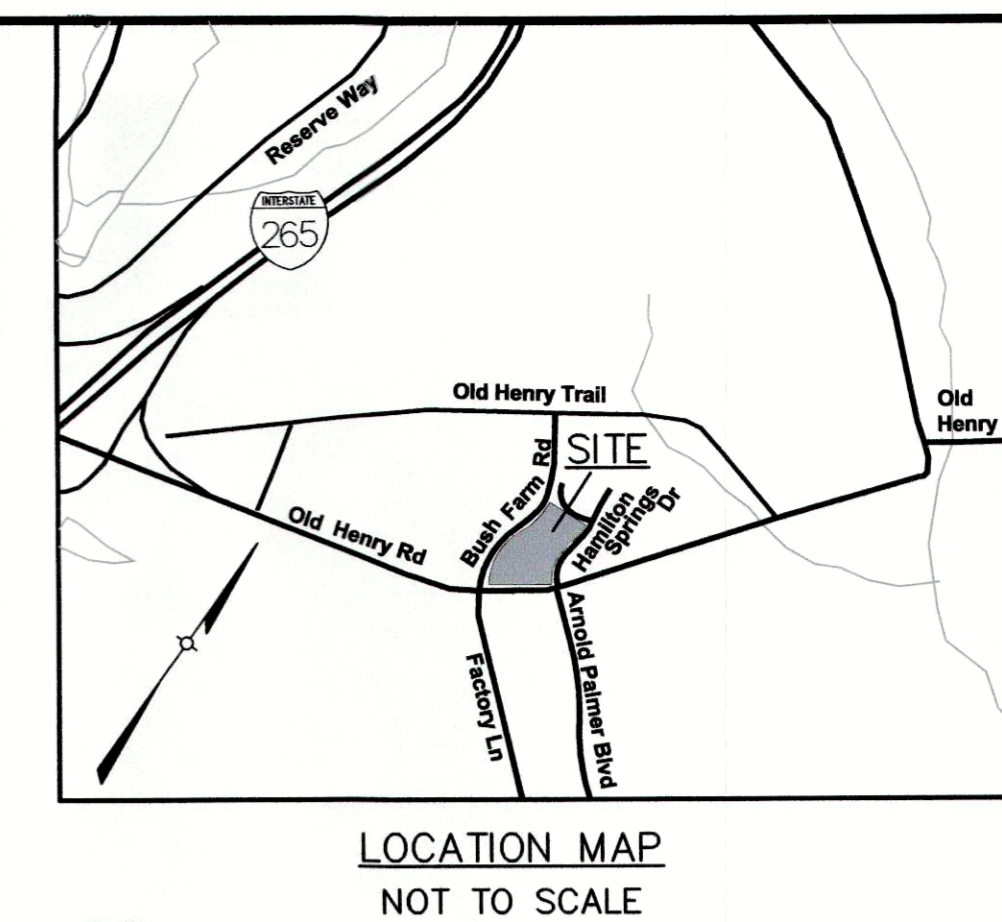 Reserve Way
INTERSTATE
265
Old Henry Trail
Old
Henry
SITE
Bush Farm Rd
Hamilton
Springs
Dr
Old Henry Rd
Arnold Palmer Blvd
Factory Ln
LOCATION MAP
NOT TO SCALE